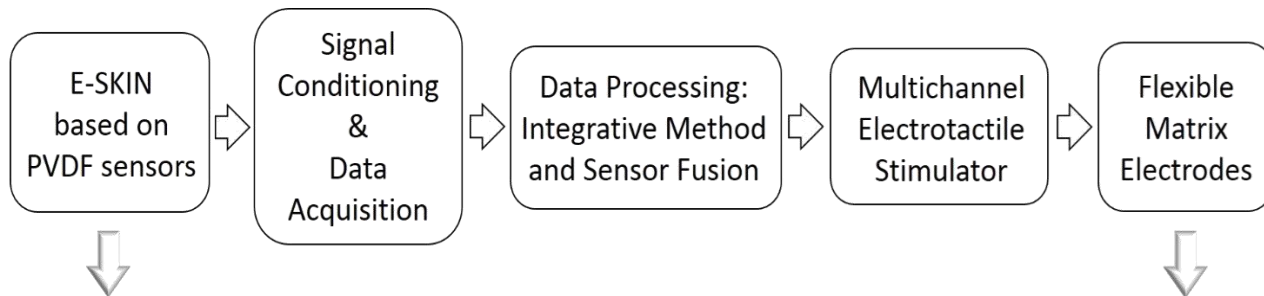 E-SKIN
based on
PVDF sensors
Signal
Conditioning
&
Data
Acquisition
Data Processing:
Integrative Method
and Sensor Fusion
Multichannel
Electrotactile
Stimulator
Flexible
Matrix
Electrodes